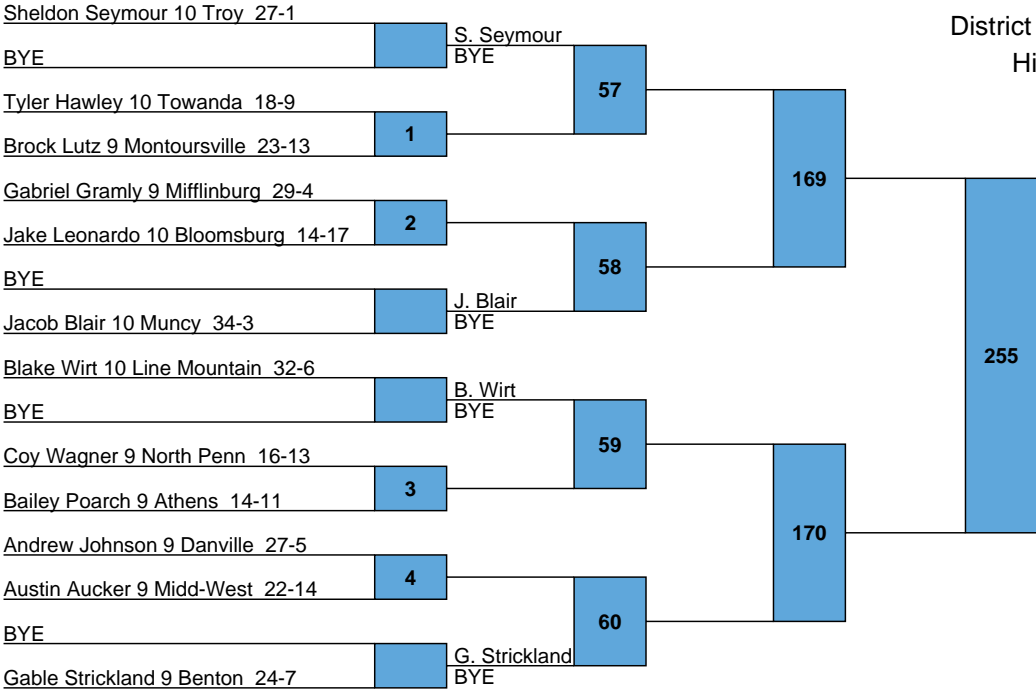 Sheldon Seymour 10 Troy 27-1
BYE
S. Seymour
BYE
57
Tyler Hawley 10 Towanda 18-9
1
Brock Lutz 9 Montoursville 23-13
169
Gabriel Gramly 9 Mifflinburg 29-4
2
Jake Leonardo 10 Bloomsburg 14-17
58
BYE
J. Blair
BYE
Jacob Blair 10 Muncy 34-3
255
Blake Wirt 10 Line Mountain 32-6
B. Wirt
BYE
BYE
59
Coy Wagner 9 North Penn 16-13
3
Bailey Poarch 9 Athens 14-11
170
Andrew Johnson 9 Danville 27-5
4
Austin Aucker 9 Midd-West 22-14
60
BYE
G. Strickland
BYE
Gable Strickland 9 Benton 24-7
District
Hi